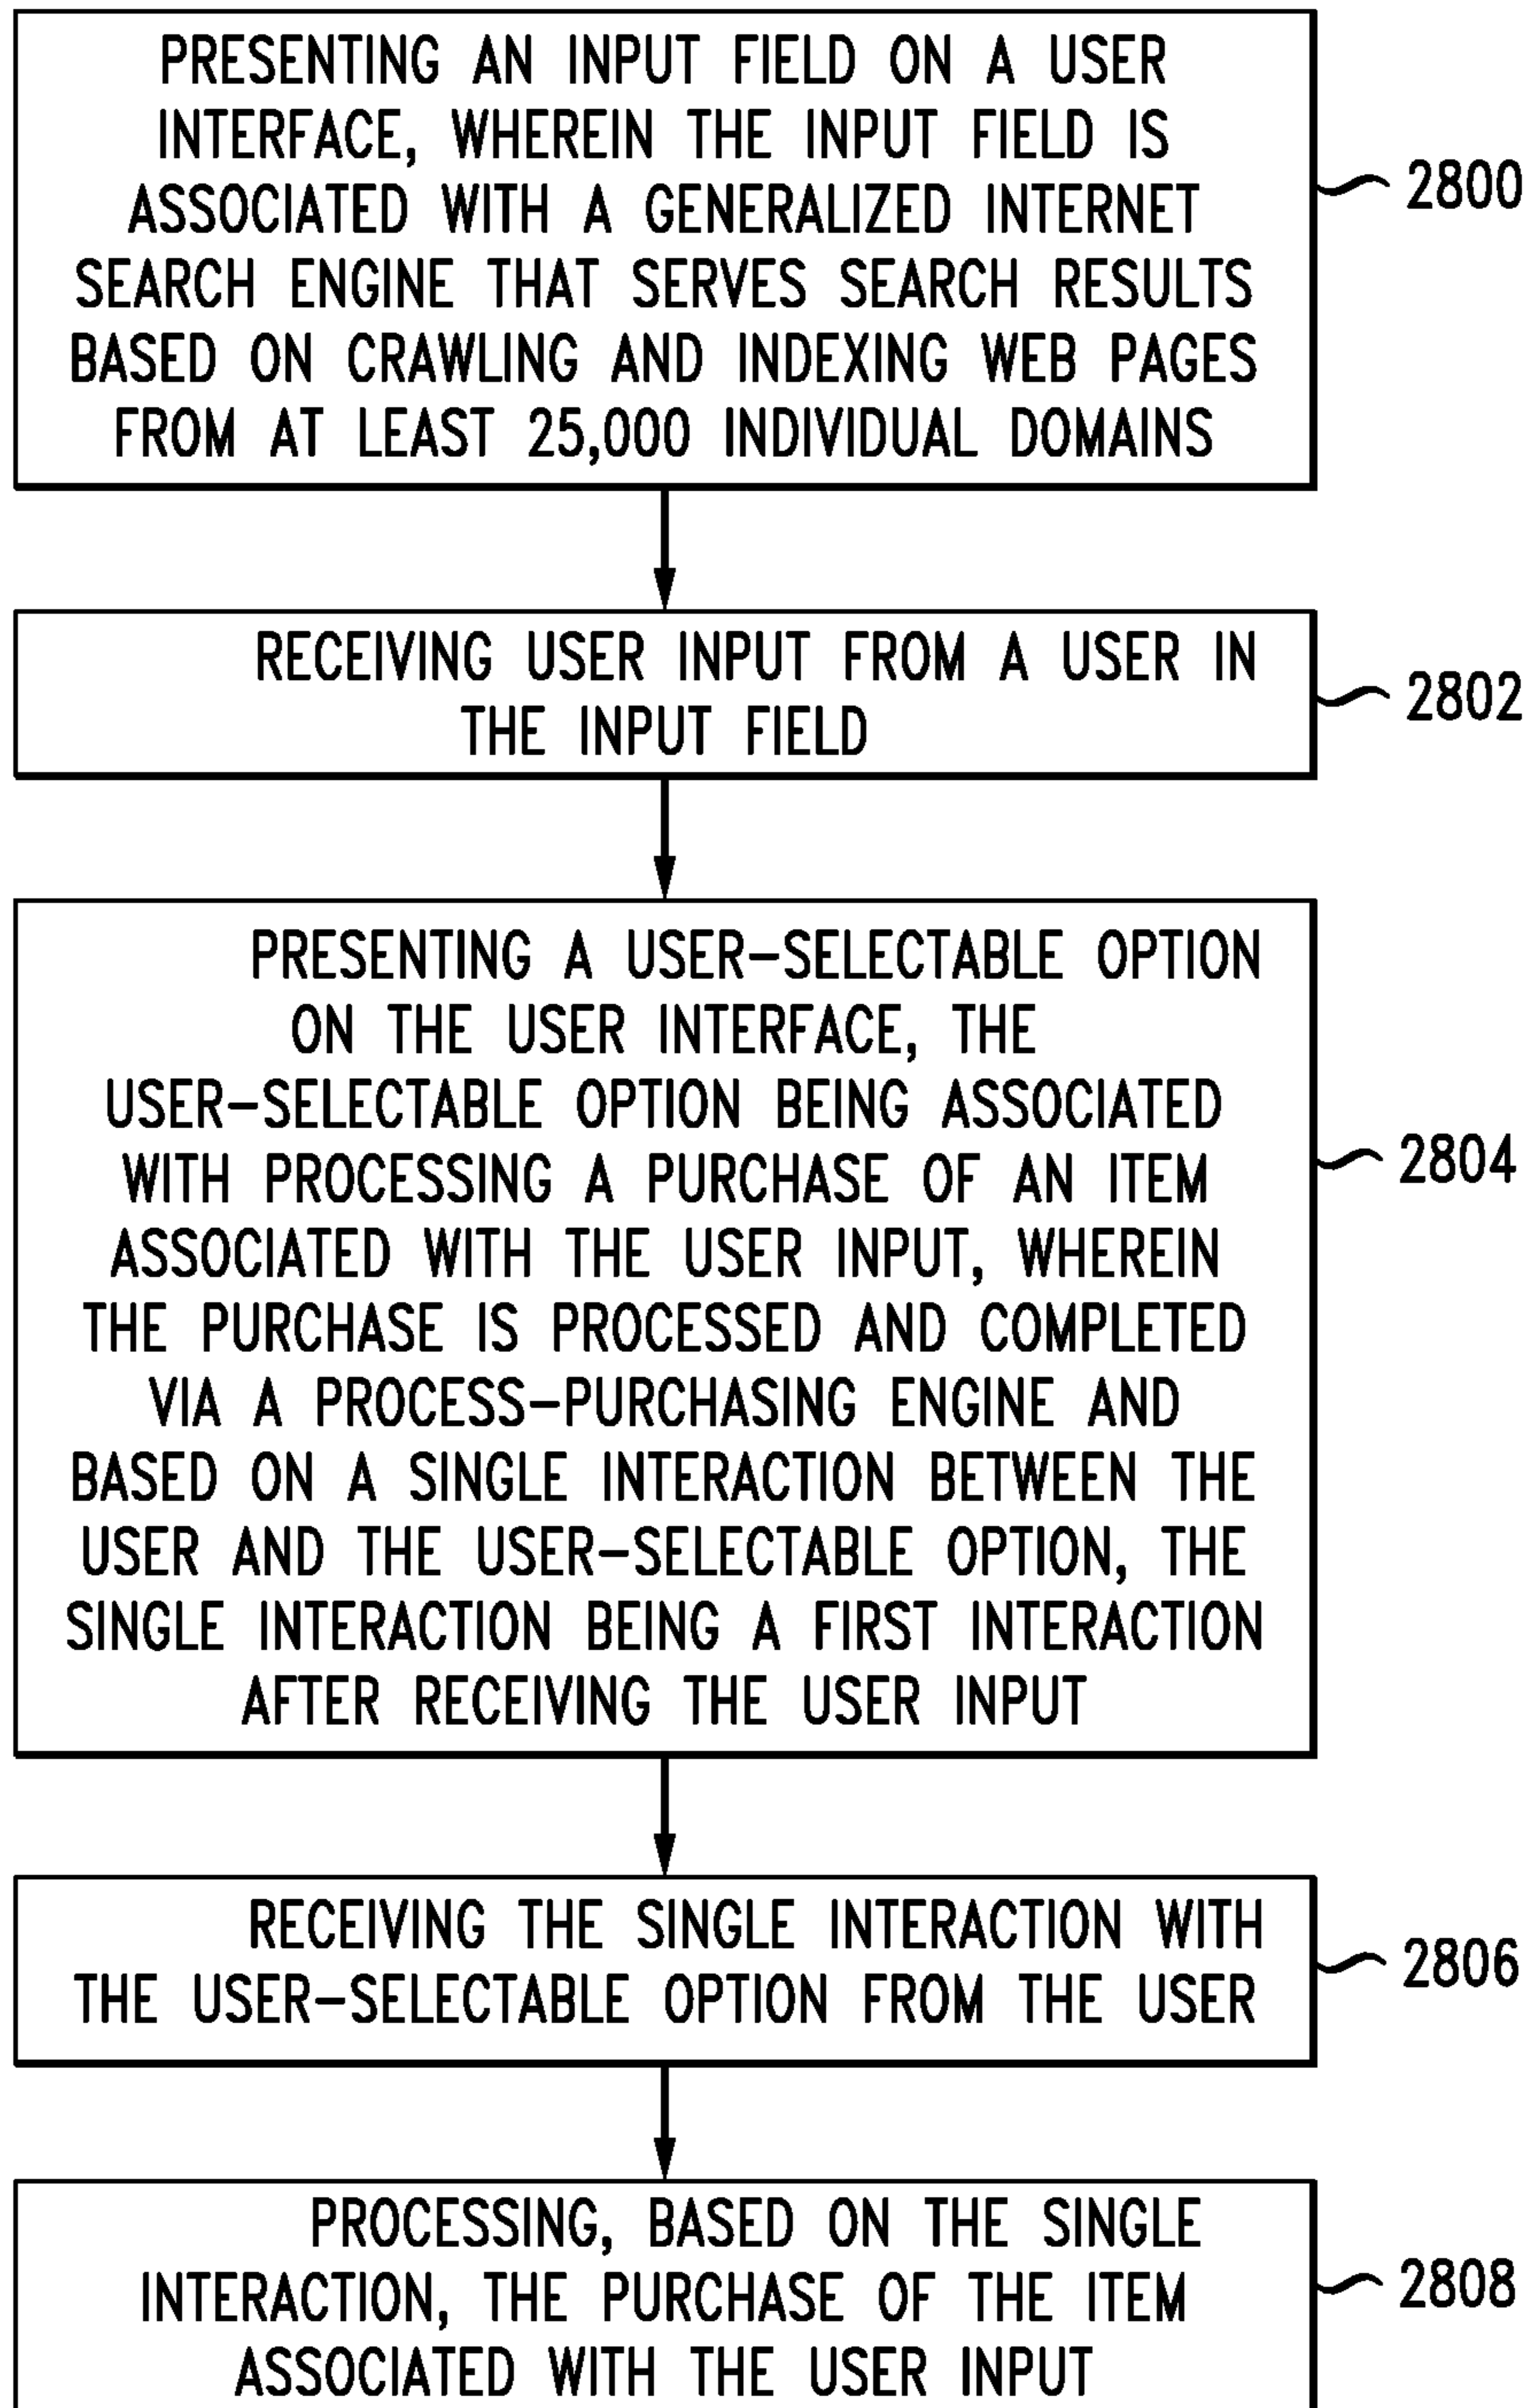 PRESENTING AN INPUT FIELD ON A USER
INTERFACE, WHEREIN THE INPUT FIELD IS
ASSOCIATED WITH A GENERALIZED INTERNET
SEARCH ENGINE THAT SERVES SEARCH RESULTS
BASED ON CRAWLING AND INDEXING WEB PAGES
FROM AT LEAST 25,000 INDIVIDUAL DOMAINS
2800
RECEIVING USER INPUT FROM A USER IN
THE INPUT FIELD
2802
PRESENTING A USER-SELECTABLE OPTION
ON THE USER INTERFACE, THE
USER-SELECTABLE OPTION BEING ASSOCIATED
WITH PROCESSING A PURCHASE OF AN ITEM
ASSOCIATED WITH THE USER INPUT, WHEREIN
THE PURCHASE IS PROCESSED AND COMPLETED
VIA A PROCESS-PURCHASING ENGINE AND
BASED ON A SINGLE INTERACTION BETWEEN THE
USER AND THE USER-SELECTABLE OPTION, THE
SINGLE INTERACTION BEING A FIRST INTERACTION
AFTER RECEIVING THE USER INPUT
2804
RECEIVING THE SINGLE INTERACTION WITH
THE USER-SELECTABLE OPTION FROM THE USER
2806
PROCESSING, BASED ON THE SINGLE
INTERACTION, THE PURCHASE OF THE ITEM
ASSOCIATED WITH THE USER INPUT
2808